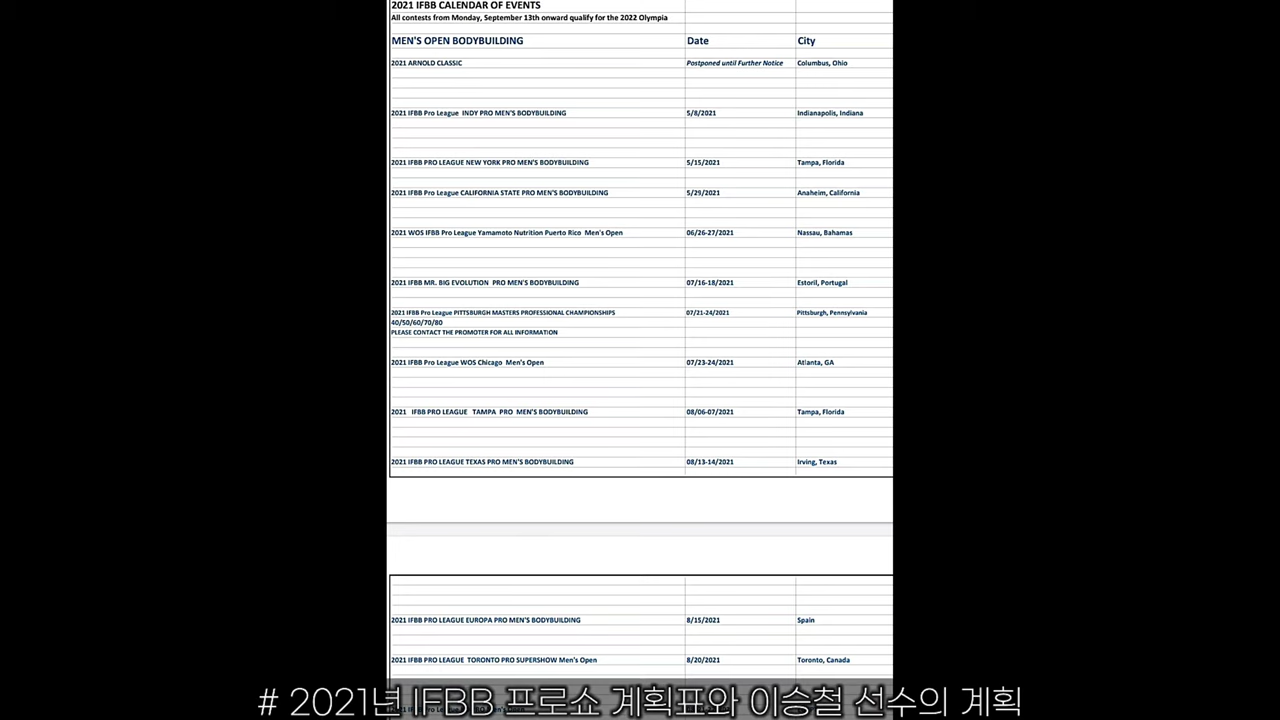 2021 IFBB CALENDAR OF EVENTS
All contests from Monday, September 13th onward qualify for the 2022 Olympia
MEN'S OPEN BODYBUILDING Date City
2021 ARNOLD CLASSIC Postponed until Further Notice Columbus, Ohio
2021 IFBB Pro League INDY PRO MEN'S BODYBUILDING 5/8/2021 Indianapolis, Indiana
2021 IFBB PRO LEAGUE NEW YORK PRO MEN'S BODYBUILDING 5/15/2021 Tampa, Florida
2021 IFBB Pro League CALIFORNIA STATE PRO MEN'S BODYBUILDING 5/29/2021 Anaheim, California
2021 WOS IFBB Pro League Yamamoto Nutrition Puerto Rico Men's Open 06/26-27/2021 Nassau, Bahamas
2021 IFBB MR. BIG EVOLUTION PRO MEN'S BODYBUILDING 07/16-18/2021 Estoril, Portugal
2021 IFBB Pro League PITTSBURGH MASTERS PROFESSIONAL CHAMPIONSHIPS 07/21-24/2021 Pittsburgh, Pennsylvania
40/50/60/70/80
PLEASE CONTACT THE PROMOTER FOR ALL INFORMATION
2021 IFBB Pro League WOS Chicago Men's Open 07/23-24/2021 Atlanta, GA
2021 IFBB PRO LEAGUE TAMPA PRO MEN'S BODYBUILDING 08/06-07/2021 Tampa, Florida
2021 IFBB PRO LEAGUE TEXAS PRO MEN'S BODYBUILDING 08/13-14/2021 Irving, Texas
2021 IFBB PRO LEAGUE EUROPA PRO MEN'S BODYBUILDING 8/15/2021 Spain
2021 IFBB PRO LEAGUE TORONTO PRO SUPERSHOW Men's Open 8/20/2021 Toronto, Canada
# 2021년 IFBB 프로쇼 계획표와 이승철 선수의 계획